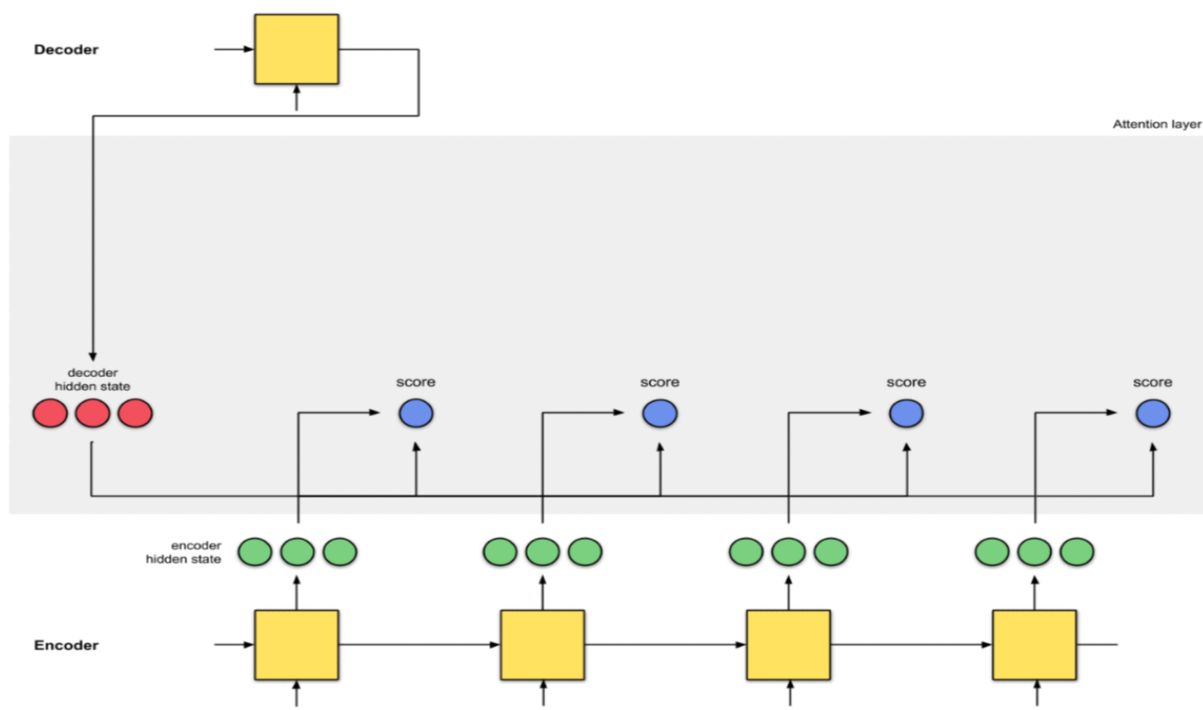 Decoder
Attention layer
decoder
hidden state
score
score
score
score
encoder
hidden state
Encoder